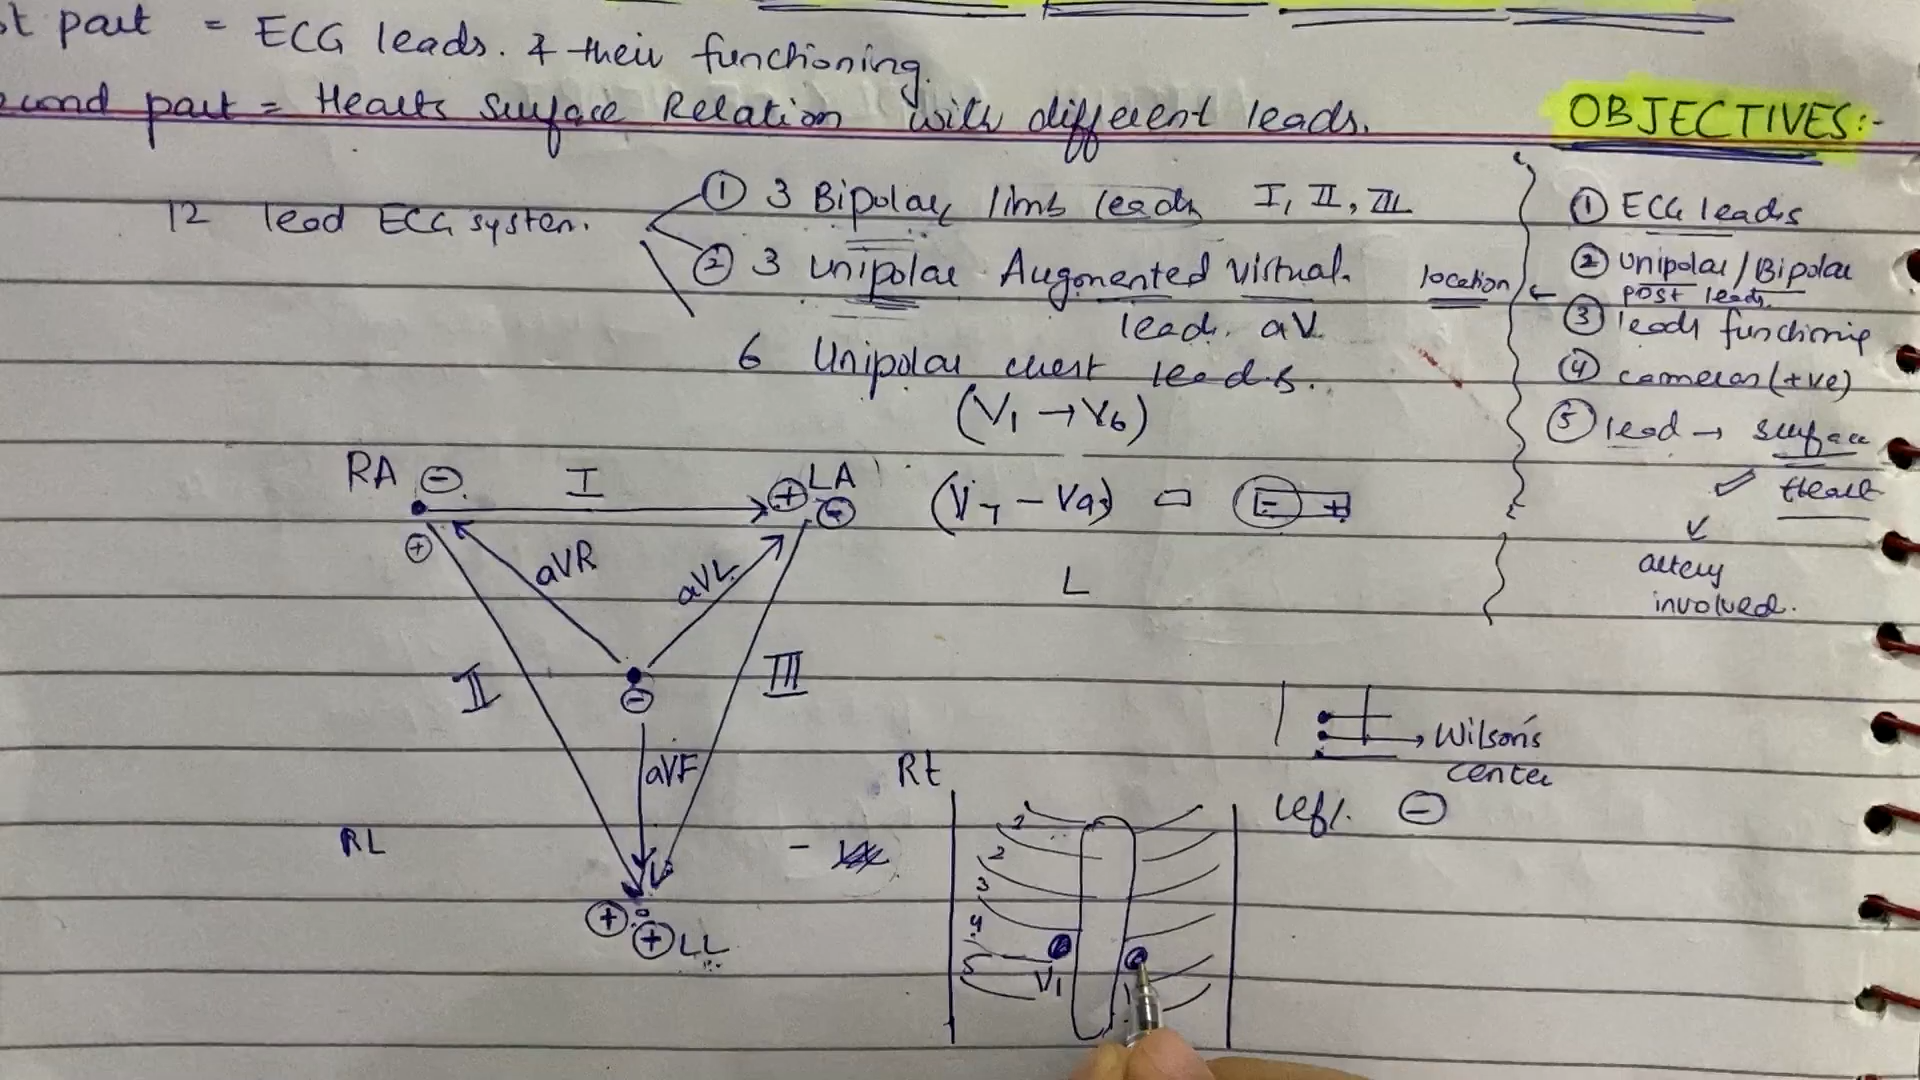 st part = ECG leads. & their functioning.
second part = Hearts Surface Relation with different leads.
OBJECTIVES:-
12 lead ECG system.
① 3 Bipolar limb leads I, II, III
② 3 unipolar Augmented virtual.
lead. aV
6 Unipolar chest leads.
(V1 → V6)
(V7 - V9)
- +
L
location ←
① ECG leads
② Unipolar/Bipolar
post leads.
③ leads functioning
④ cameras (+ve)
⑤ lead → surface
Heart
artery
involved.
RA - I + LA
+ -
aVR aVL
II III
-
aVF
RL
+ -
+ LL
-
Rt
left. -
→ Wilson's
center
1
2
3
4
5
V1